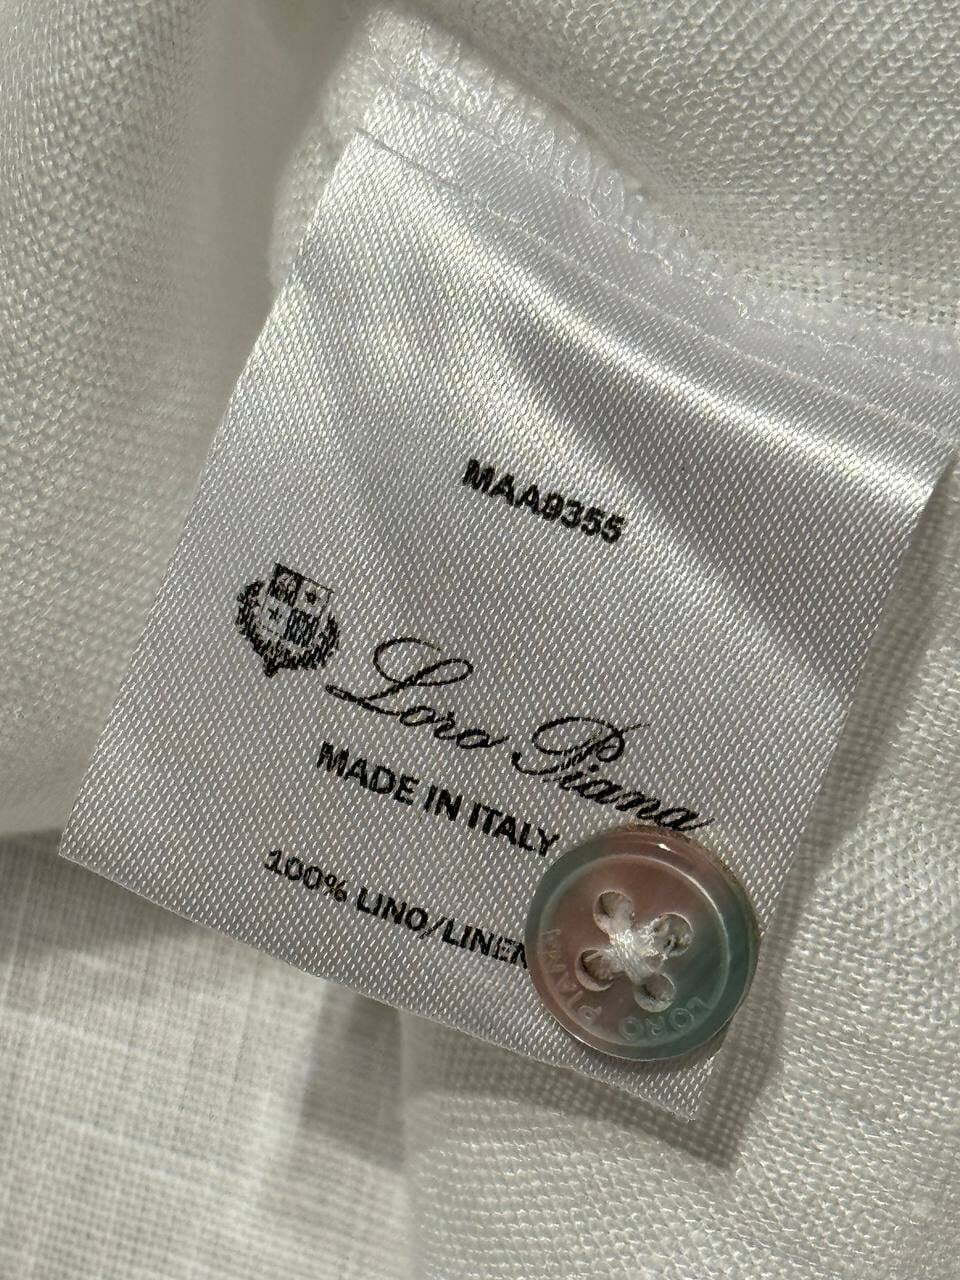 MAA9355
Loro Piana
MADE IN ITALY
100% LINO/LINEN
LORO PIANA